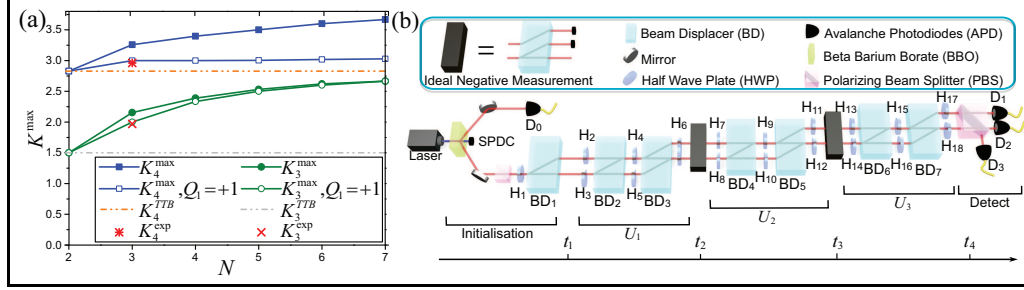 (a)
K^max
3.5
3.0
2.5
2.0
1.5
1.0
0.5
0.0
K_4^max K_3^max
K_4^max, Q_1=+1 K_3^max, Q_1=+1
K_4^TTB K_3^TTB
K_4^exp K_3^exp
2 3 4 5 6 7
N
(b)
Ideal Negative Measurement
=
Beam Displacer (BD)
Mirror
Half Wave Plate (HWP)
Avalanche Photodiodes (APD)
Beta Barium Borate (BBO)
Polarizing Beam Splitter (PBS)
Laser
SPDC
D_0
H_1
BD_1
H_2
H_3
BD_2
H_4
H_5
BD_3
H_6
H_7
H_8
BD_4
H_9
H_10
BD_5
H_11
H_12
H_13
H_14
BD_6
H_15
H_16
BD_7
H_17
H_18
D_1
D_2
D_3
Initialisation
U_1
U_2
U_3
Detect
t_1 t_2 t_3 t_4